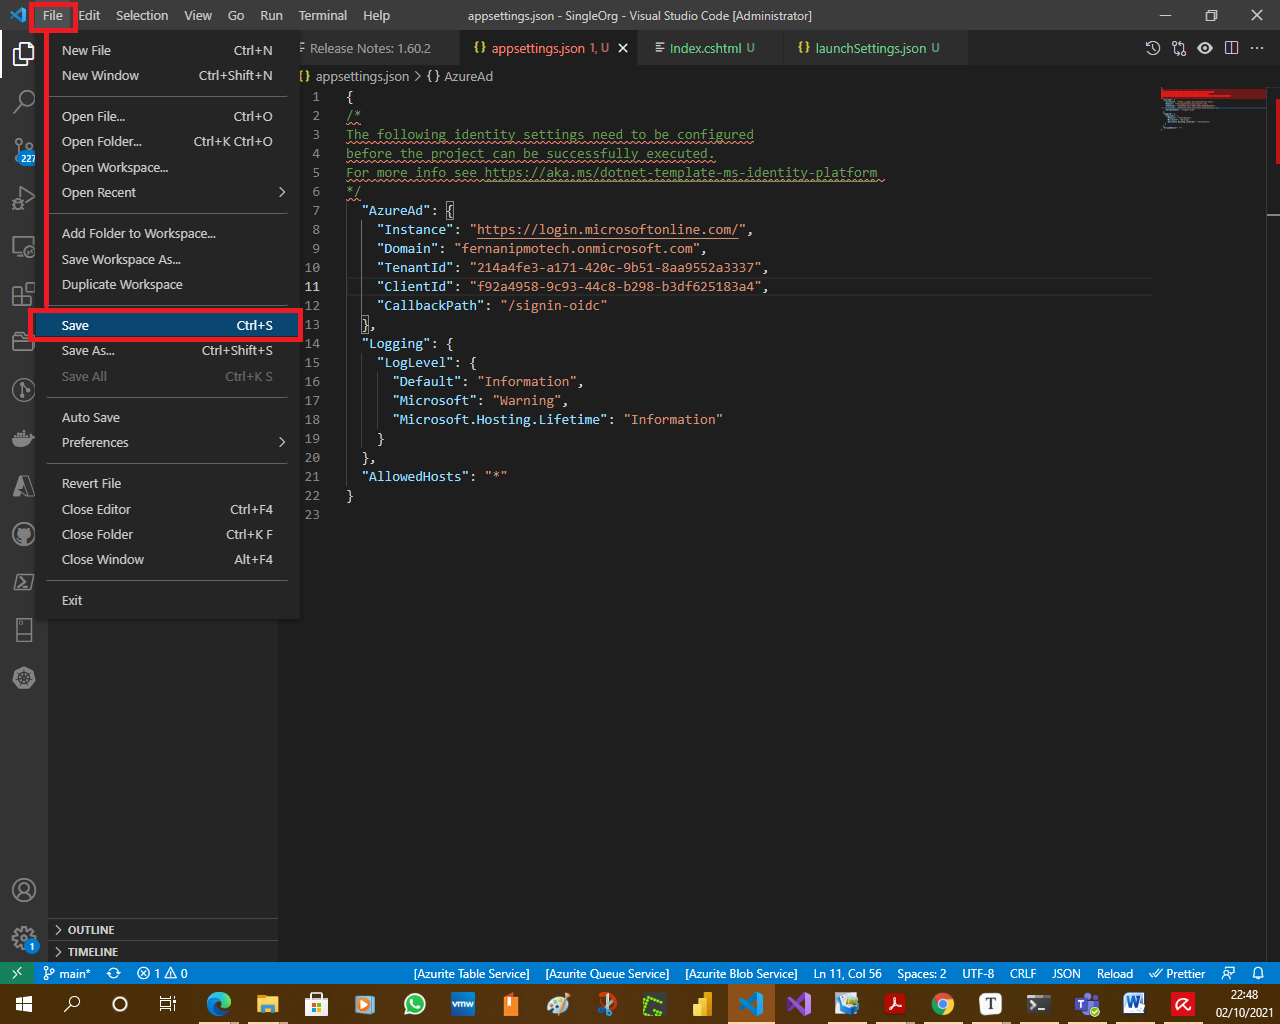 File Edit Selection View Go Run Terminal Help
appsettings.json - SingleOrg - Visual Studio Code [Administrator]
New File Ctrl+N
New Window Ctrl+Shift+N
Open File... Ctrl+O
Open Folder... Ctrl+K Ctrl+O
Open Workspace...
Open Recent
Add Folder to Workspace...
Save Workspace As...
Duplicate Workspace
Save Ctrl+S
Save As... Ctrl+Shift+S
Save All Ctrl+K S
Auto Save
Preferences
Revert File
Close Editor Ctrl+F4
Close Folder Ctrl+K F
Close Window Alt+F4
Exit
227
Release Notes: 1.60.2
{} appsettings.json 1, U
Index.cshtml U
{} launchSettings.json U
{} appsettings.json > {} AzureAd
1 {
2 /*
3 The following identity settings need to be configured
4 before the project can be successfully executed.
5 For more info see https://aka.ms/dotnet-template-ms-identity-platform
6 */
7 "AzureAd": {
8 "Instance": "https://login.microsoftonline.com/",
9 "Domain": "fernanipmotech.onmicrosoft.com",
10 "TenantId": "214a4fe3-a171-420c-9b51-8aa9552a3337",
11 "ClientId": "f92a4958-9c93-44c8-b298-b3df625183a4",
12 "CallbackPath": "/signin-oidc"
13 },
14 "Logging": {
15 "LogLevel": {
16 "Default": "Information",
17 "Microsoft": "Warning",
18 "Microsoft.Hosting.Lifetime": "Information"
19 }
20 },
21 "AllowedHosts": "*"
22 }
23
OUTLINE
1
TIMELINE
main* 1 0 [Azurite Table Service] [Azurite Queue Service] [Azurite Blob Service] Ln 11, Col 56 Spaces: 2 UTF-8 CRLF JSON Reload Prettier
vmw
T
22:48
02/10/2021